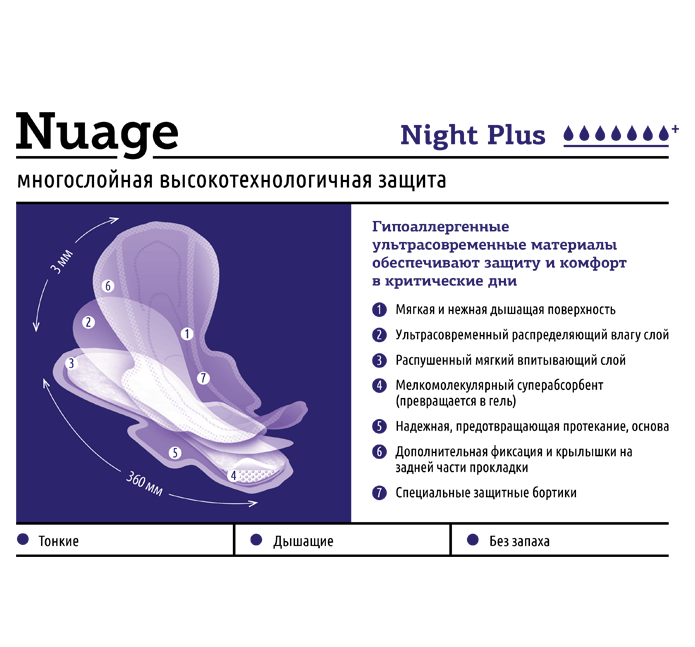 Nuage
Night Plus
+
многослойная высокотехнологичная защита
3 мм
6
2
1
3
7
5
4
360 мм
Гипоаллергенные
ультрасовременные материалы
обеспечивают защиту и комфорт
в критические дни
1 Мягкая и нежная дышащая поверхность
2 Ультрасовременный распределяющий влагу слой
3 Распушенный мягкий впитывающий слой
4 Мелкомолекулярный суперабсорбент
(превращается в гель)
5 Надежная, предотвращающая протекание, основа
6 Дополнительная фиксация и крылышки на
задней части прокладки
7 Специальные защитные бортики
Тонкие
Дышащие
Без запаха